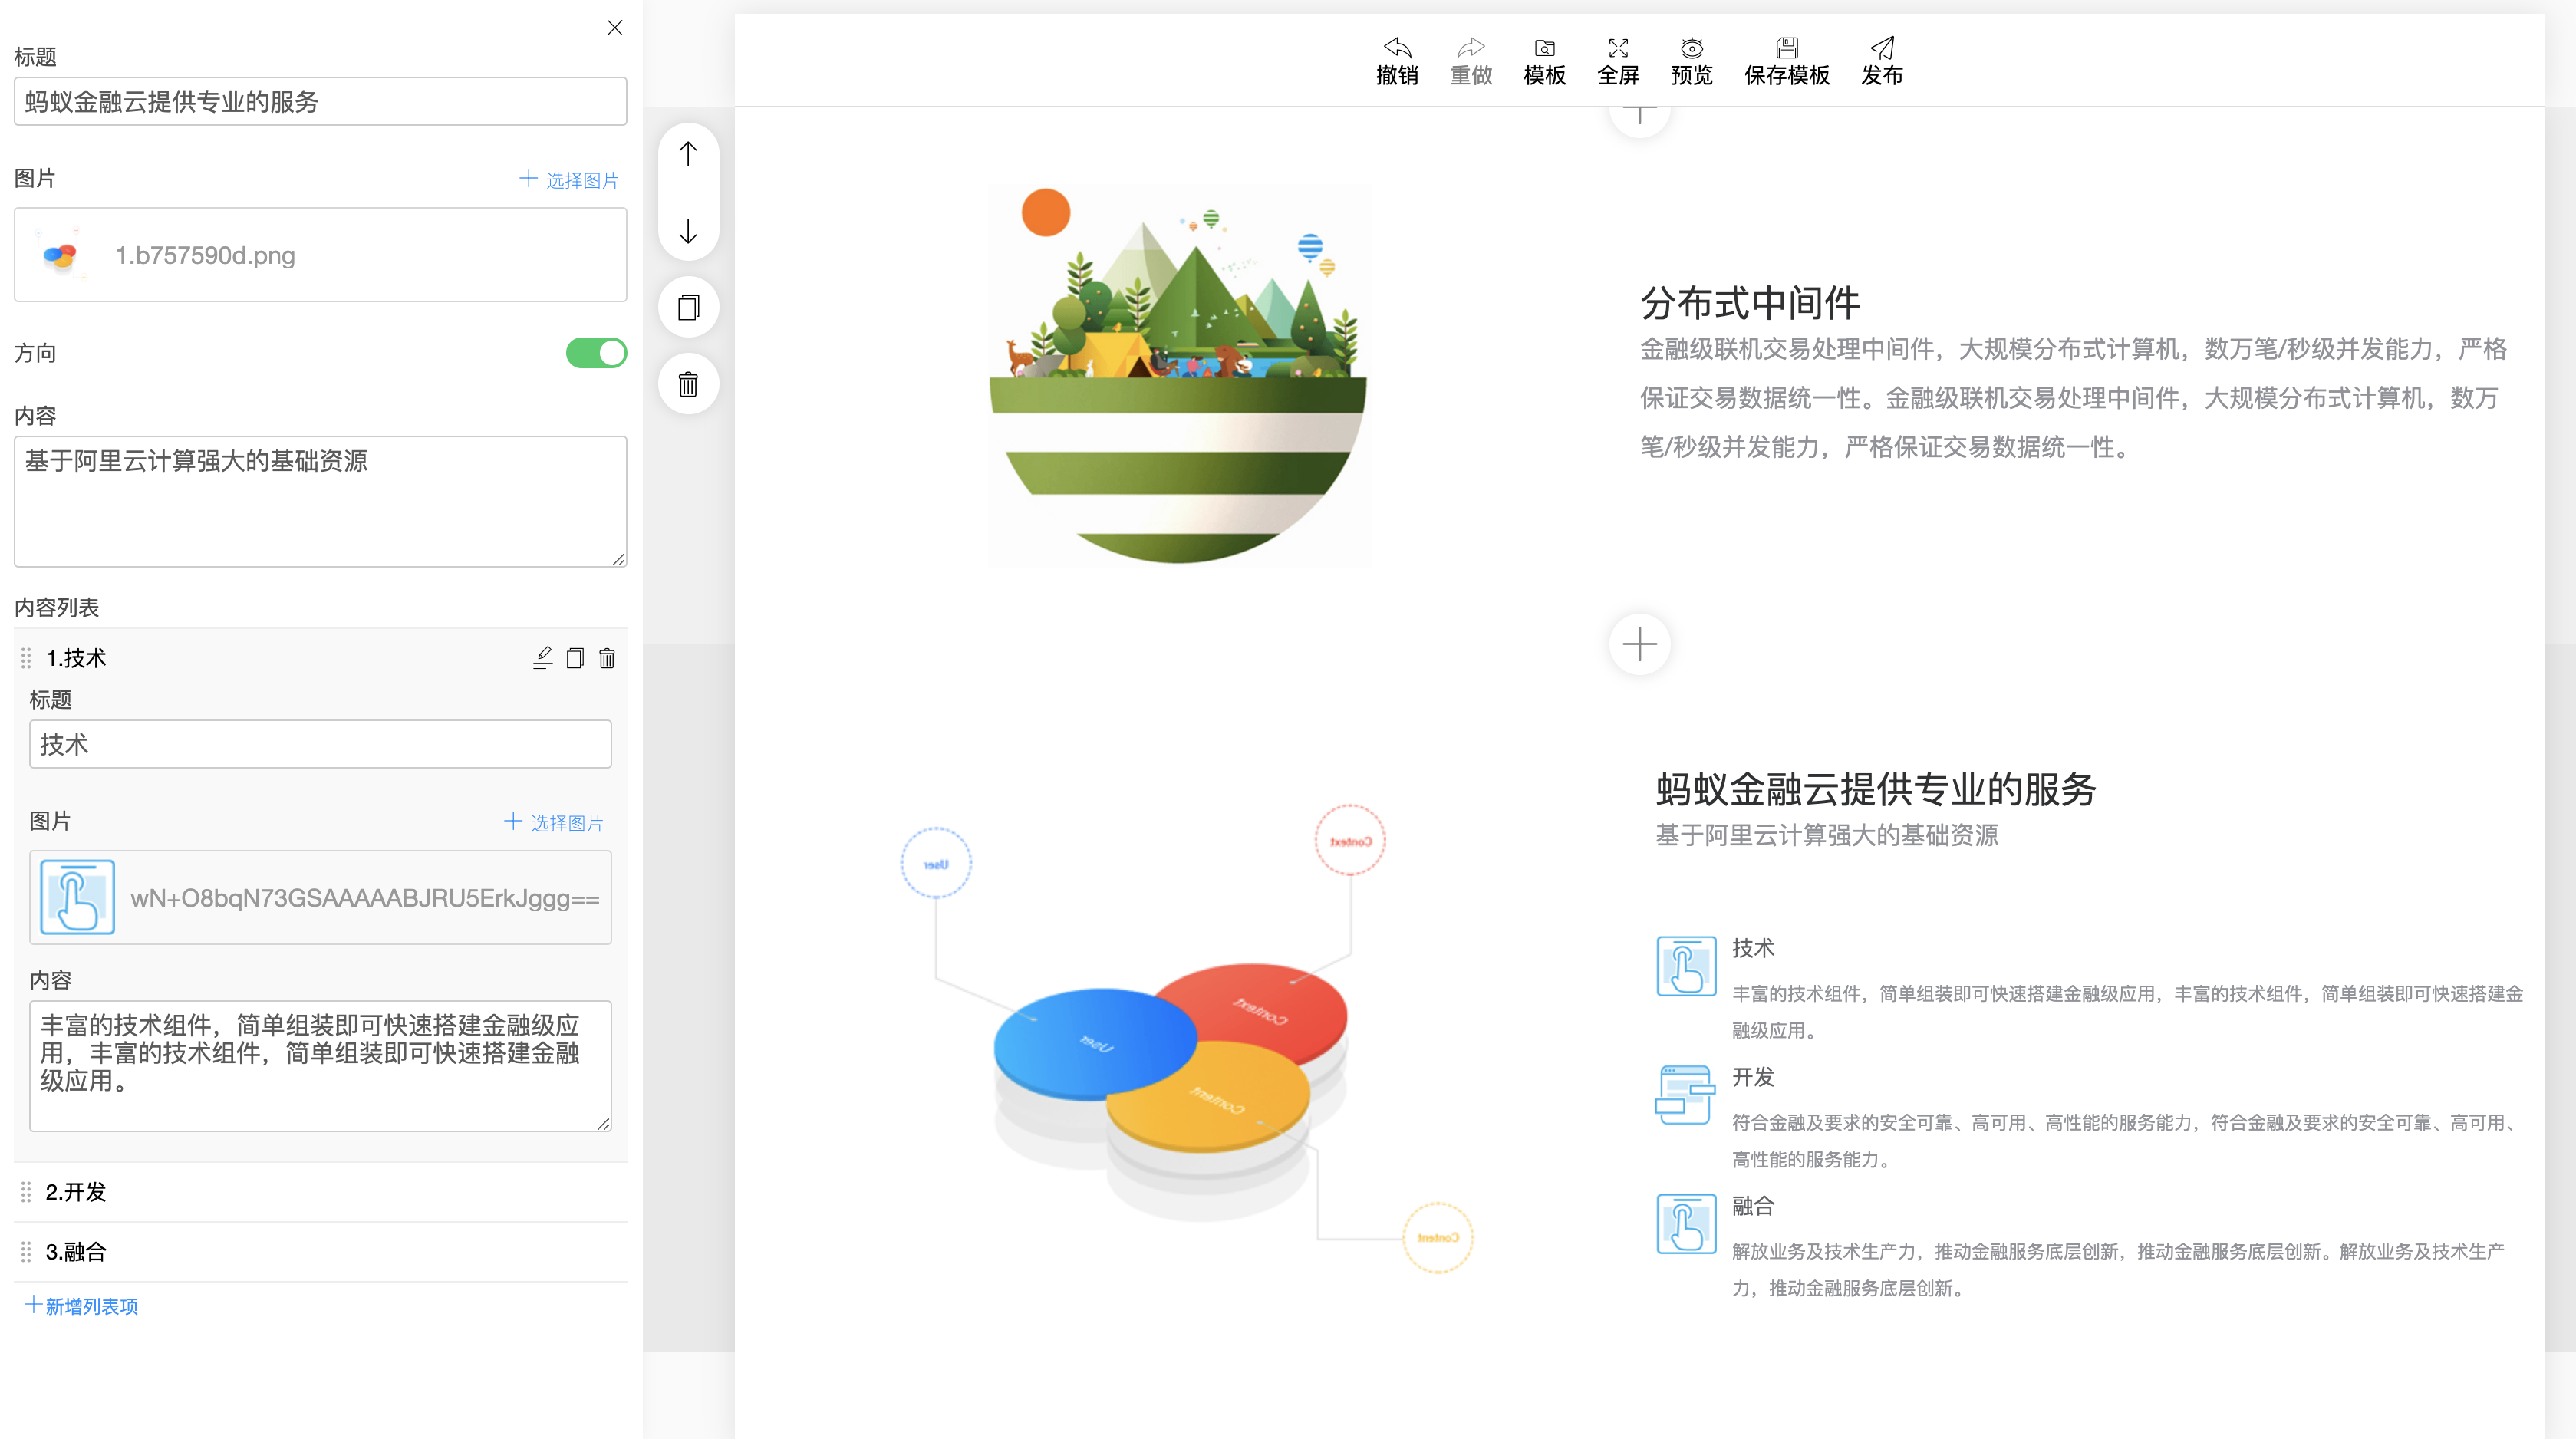 标题
蚂蚁金融云提供专业的服务
图片
选择图片
1.b757590d.png
方向
内容
基于阿里云计算强大的基础资源
内容列表
1.技术
标题
技术
图片
选择图片
wN+O8bqN73GSAAAAABJRU5ErkJggg==
内容
丰富的技术组件，简单组装即可快速搭建金融级应
用，丰富的技术组件，简单组装即可快速搭建金融
级应用。
2.开发
3.融合
新增列表项
撤销
重做
模板
全屏
预览
保存模板
发布
分布式中间件
金融级联机交易处理中间件，大规模分布式计算机，数万笔/秒级并发能力，严格
保证交易数据统一性。金融级联机交易处理中间件，大规模分布式计算机，数万
笔/秒级并发能力，严格保证交易数据统一性。
User
Context
Context
User
Content
Content
蚂蚁金融云提供专业的服务
基于阿里云计算强大的基础资源
技术
丰富的技术组件，简单组装即可快速搭建金融级应用，丰富的技术组件，简单组装即可快速搭建金
融级应用。
开发
符合金融及要求的安全可靠、高可用、高性能的服务能力，符合金融及要求的安全可靠、高可用、
高性能的服务能力。
融合
解放业务及技术生产力，推动金融服务底层创新，推动金融服务底层创新。解放业务及技术生产
力，推动金融服务底层创新。